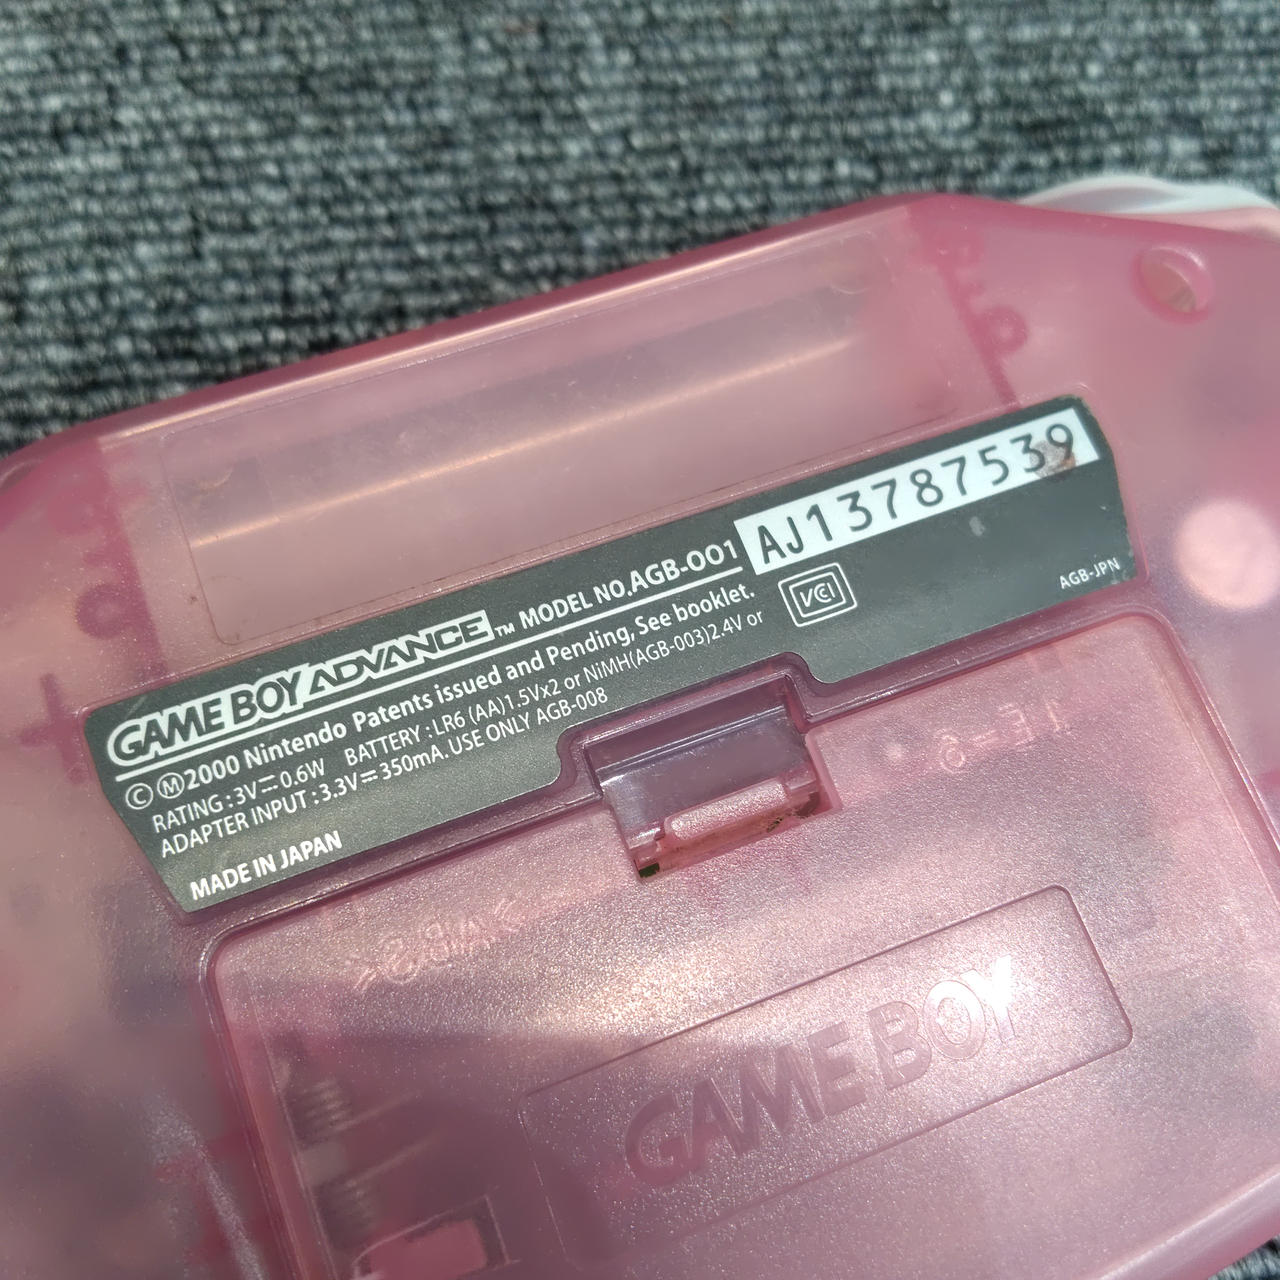 GAME BOY ADVANCE™ MODEL NO.AGB-001 AJ13787539
©Ⓜ2000 Nintendo Patents issued and Pending, See booklet.
RATING : 3V⎓0.6W BATTERY : LR6 (AA)1.5Vx2 or NiMH(AGB-003)2.4V or
ADAPTER INPUT : 3.3V⎓350mA. USE ONLY AGB-008
VCI
AGB-JPN
MADE IN JAPAN
GAME BOY